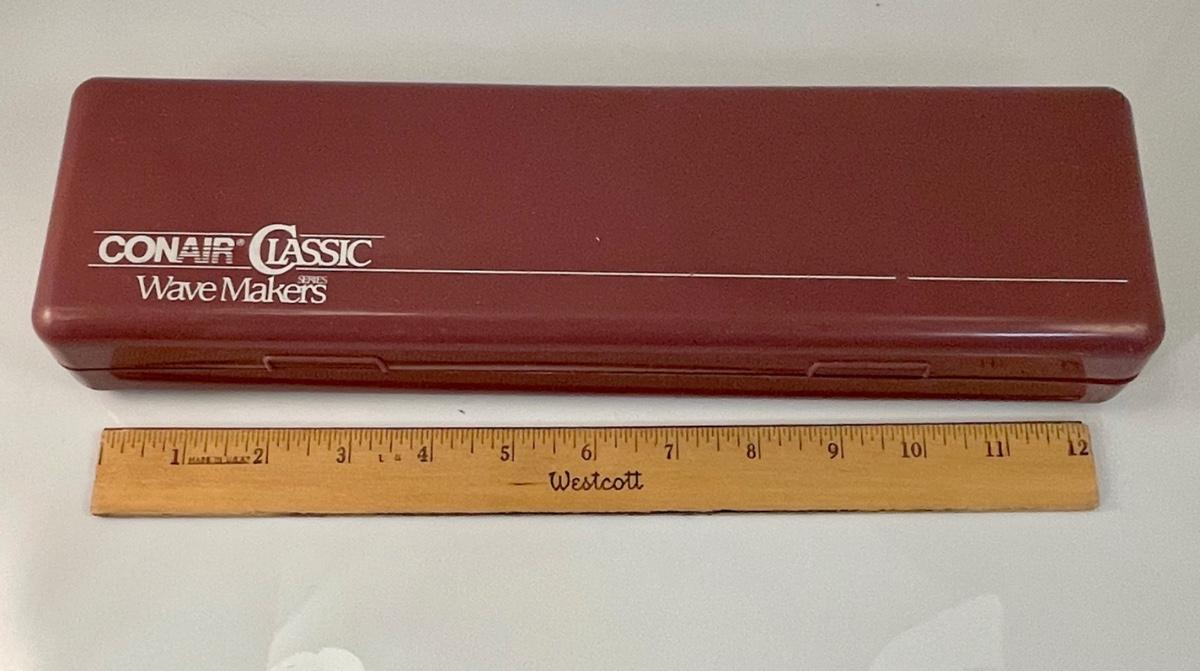 CONAIR® CLASSIC
SERIES
Wave Makers
1 2 3 4 5 6 7 8 9 10 11 12
MADE IN U.S.A.
Westcott